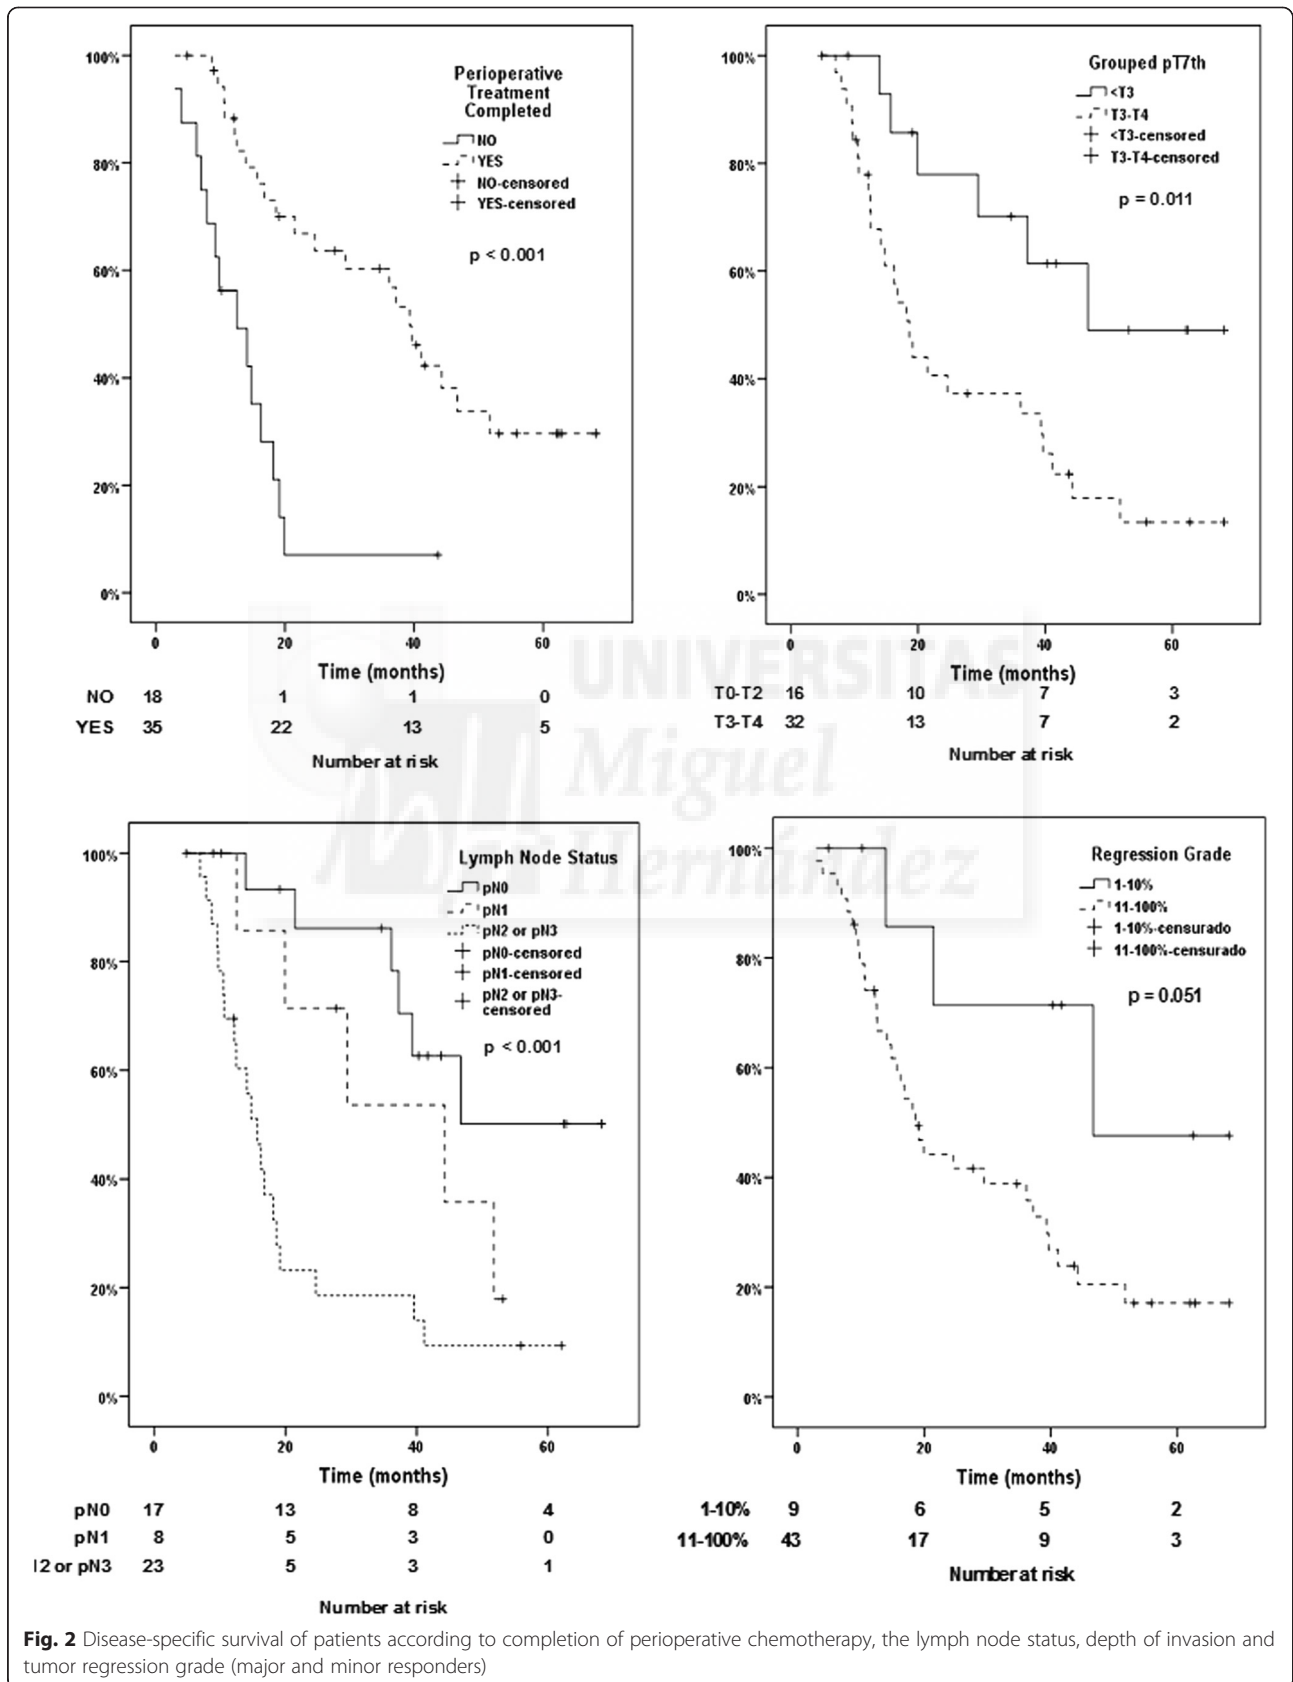 100%
80%
60%
40%
20%
0%
Perioperative
Treatment
Completed
NO
YES
NO-censored
YES-censored
p < 0.001
0 20 40 60
Time (months)
NO 18 1 1 0
YES 35 22 13 5
Number at risk
100%
80%
60%
40%
20%
0%
Grouped pT7th
<T3
T3-T4
<T3-censored
T3-T4-censored
p = 0.011
0 20 40 60
Time (months)
T0-T2 16 10 7 3
T3-T4 32 13 7 2
Number at risk
UNIVERSITAS
Miguel
Hernández
100%
80%
60%
40%
20%
0%
Lymph Node Status
pN0
pN1
pN2 or pN3
pN0-censored
pN1-censored
pN2 or pN3-
censored
p < 0.001
0 20 40 60
Time (months)
pN0 17 13 8 4
pN1 8 5 3 0
I2 or pN3 23 5 3 1
Number at risk
100%
80%
60%
40%
20%
0%
Regression Grade
1-10%
11-100%
1-10%-censurado
11-100%-censurado
p = 0.051
0 20 40 60
Time (months)
1-10% 9 6 5 2
11-100% 43 17 9 3
Number at risk
Fig. 2 Disease-specific survival of patients according to completion of perioperative chemotherapy, the lymph node status, depth of invasion and
tumor regression grade (major and minor responders)